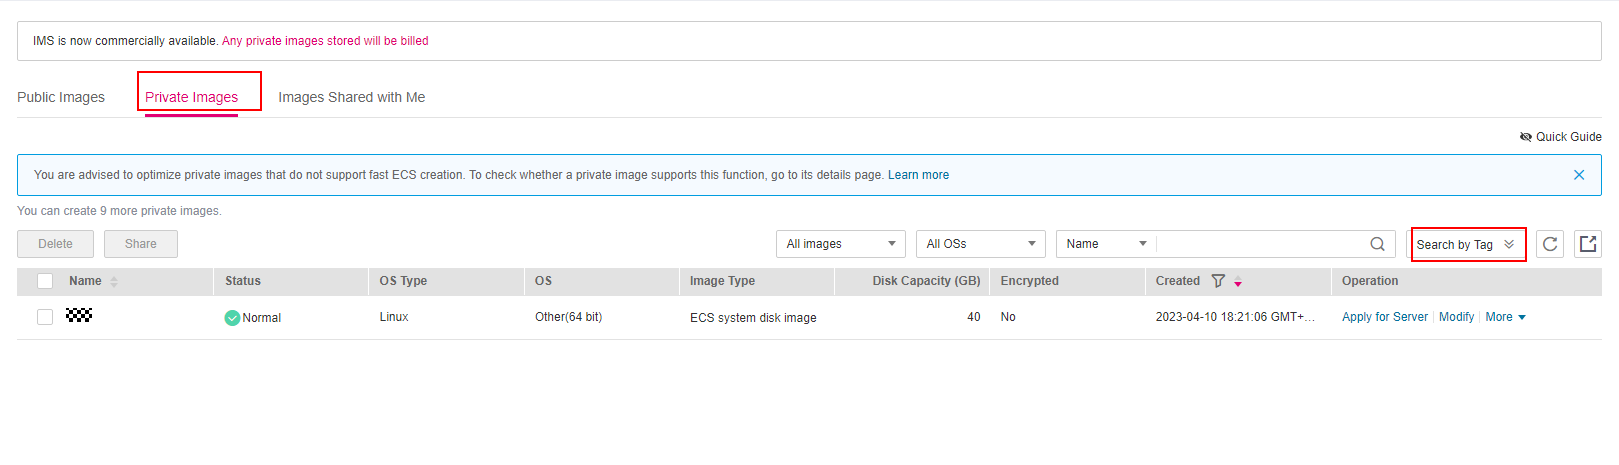 IMS is now commercially available. Any private images stored will be billed
Public Images Private Images Images Shared with Me
Quick Guide
You are advised to optimize private images that do not support fast ECS creation. To check whether a private image supports this function, go to its details page. Learn more
You can create 9 more private images.
Delete Share All images All OSs Name Search by Tag
Name Status OS Type OS Image Type Disk Capacity (GB) Encrypted Created Operation
Normal Linux Other(64 bit) ECS system disk image 40 No 2023-04-10 18:21:06 GMT+... Apply for Server Modify More